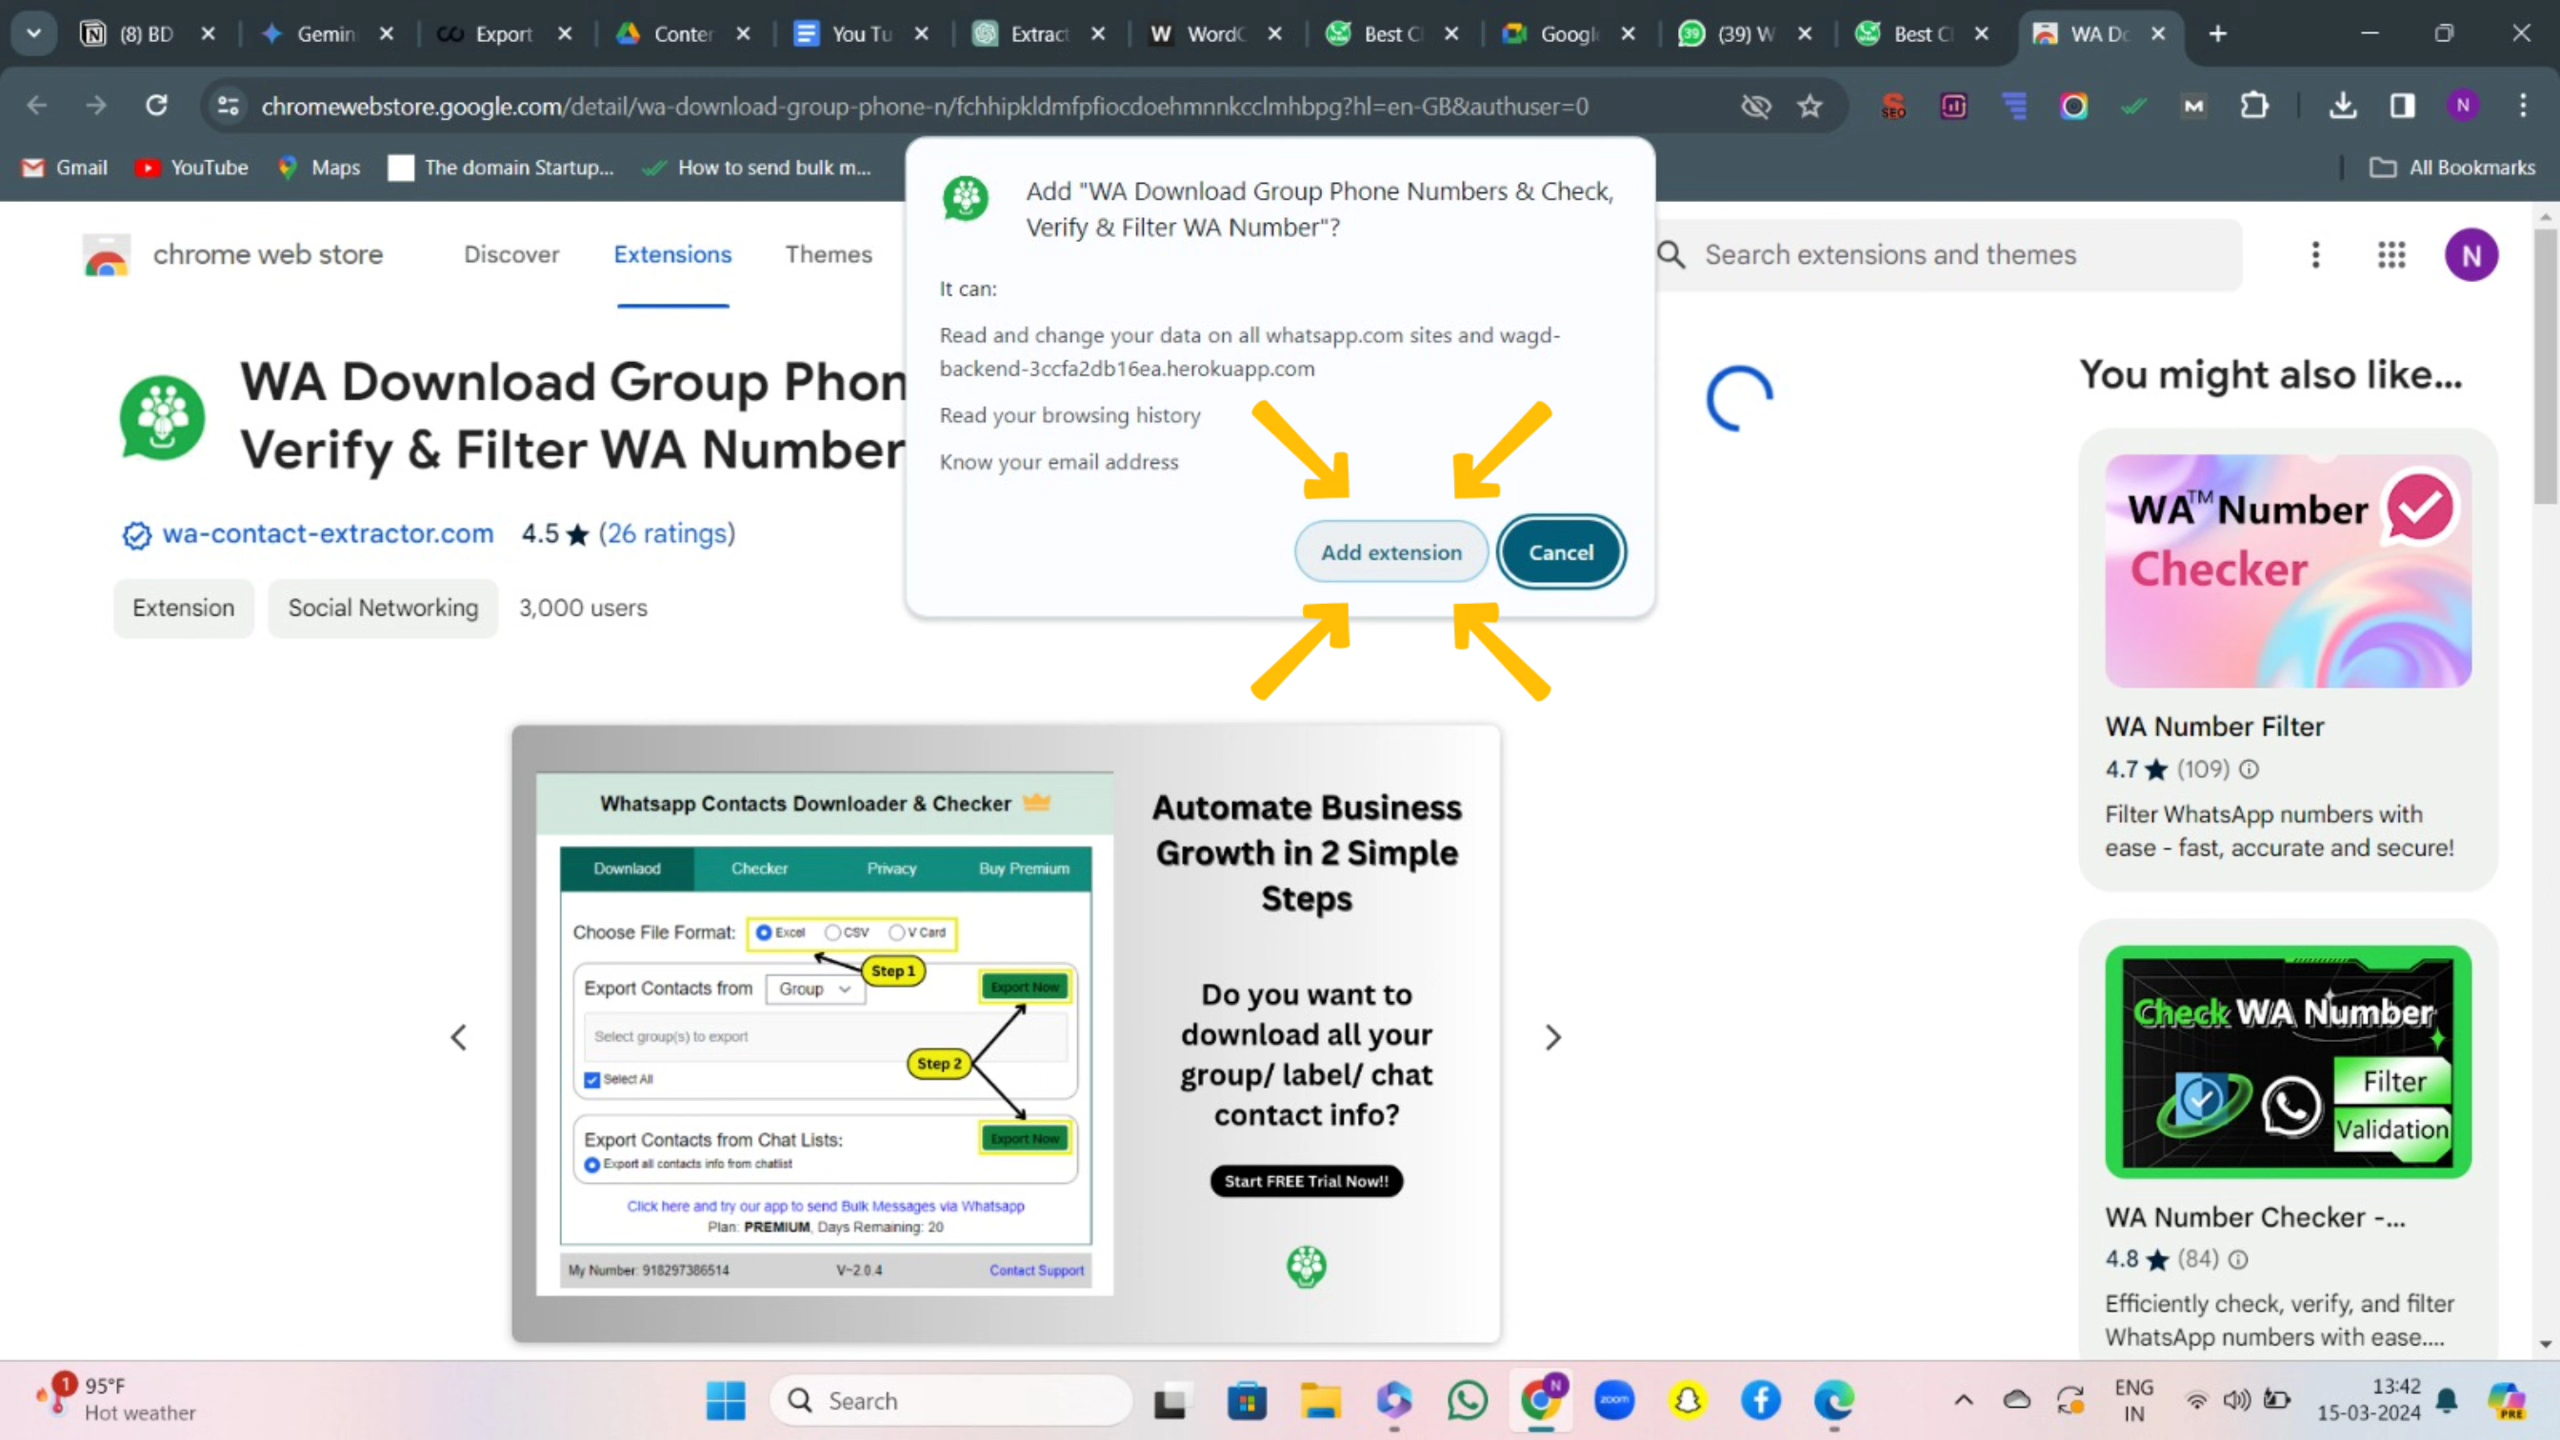 (8) BD
Gemin
Export
Conter
You Tu
Extract
W WordC
Best C
Google
39 (39) W
Best C
WA Do
chromewebstore.google.com/detail/wa-download-group-phone-n/fchhipkldmfpfiocdoehmnnkcclmhbpg?hl=en-GB&authuser=0
SEO
M
N
Gmail
YouTube
Maps
The domain Startup...
How to send bulk m...
All Bookmarks
Add "WA Download Group Phone Numbers & Check,
Verify & Filter WA Number"?
It can:
Read and change your data on all whatsapp.com sites and wagd-
backend-3ccfa2db16ea.herokuapp.com
Read your browsing history
Know your email address
Add extension
Cancel
chrome web store
Discover
Extensions
Themes
Search extensions and themes
N
WA Download Group Phon
Verify & Filter WA Number
wa-contact-extractor.com
4.5 ★ (26 ratings)
Extension
Social Networking
3,000 users
Whatsapp Contacts Downloader & Checker
Downlaod
Checker
Privacy
Buy Premium
Choose File Format:
Excel
CSV
V Card
Step 1
Export Contacts from
Group
Export Now
Select group(s) to export
Step 2
Select All
Export Contacts from Chat Lists:
Export Now
Export all contacts info from chatlist
Click here and try our app to send Bulk Messages via Whatsapp
Plan: PREMIUM, Days Remaining: 20
My Number: 918297386514
V-2.0.4
Contact Support
Automate Business
Growth in 2 Simple
Steps
Do you want to
download all your
group/ label/ chat
contact info?
Start FREE Trial Now!!
You might also like...
WA™ Number
Checker
WA Number Filter
4.7 ★ (109)
Filter WhatsApp numbers with
ease - fast, accurate and secure!
Check WA Number
Filter
Validation
WA Number Checker -...
4.8 ★ (84)
Efficiently check, verify, and filter
WhatsApp numbers with ease....
1
95°F
Hot weather
Search
N
zoom
ENG
IN
13:42
15-03-2024
PRE